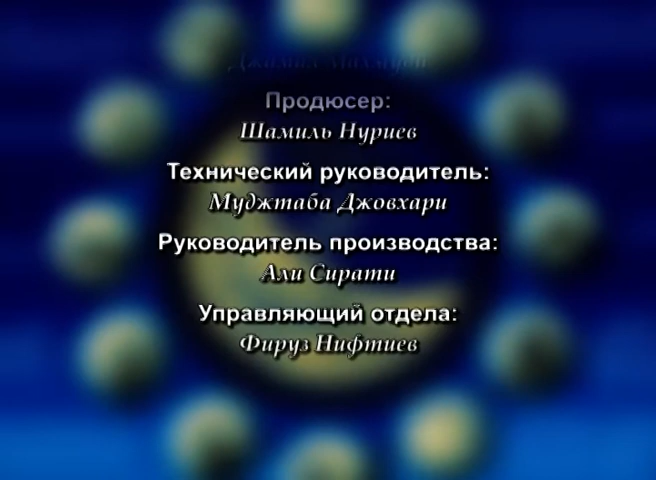 Продюсер:
Шамиль Нуриев
Технический руководитель:
Муджтаба Джовхари
Руководитель производства:
Али Сирати
Управляющий отдела:
Фируз Нифтиев